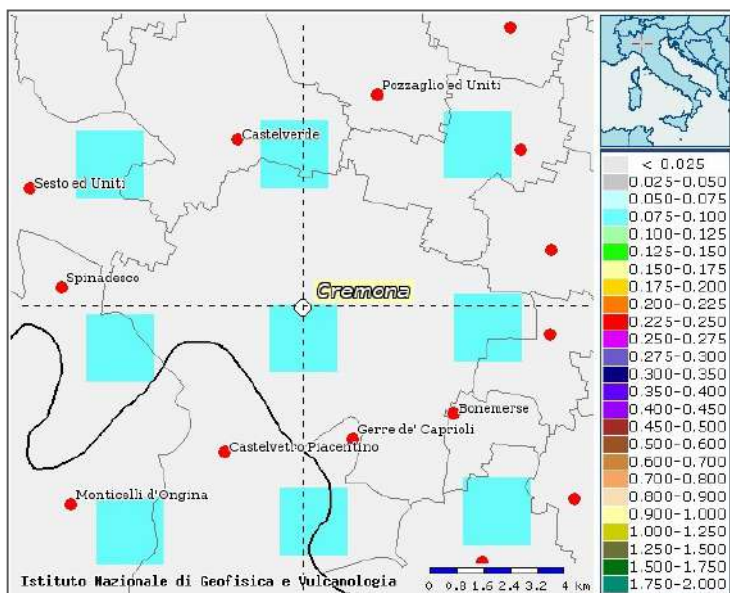 Pozzaglio ed Uniti
Castelverde
Sesto ed Uniti
Spinadesco
Cremona
Bonemerse
Gerre de' Caprioli
Castelvetro Piacentino
Monticelli d'Ongina
Istituto Nazionale di Geofisica e Vulcanologia
0 0.8 1.6 2.4 3.2 4 km
< 0.025
0.025-0.050
0.050-0.075
0.075-0.100
0.100-0.125
0.125-0.150
0.150-0.175
0.175-0.200
0.200-0.225
0.225-0.250
0.250-0.275
0.275-0.300
0.300-0.350
0.350-0.400
0.400-0.450
0.450-0.500
0.500-0.600
0.600-0.700
0.700-0.800
0.800-0.900
0.900-1.000
1.000-1.250
1.250-1.500
1.500-1.750
1.750-2.000